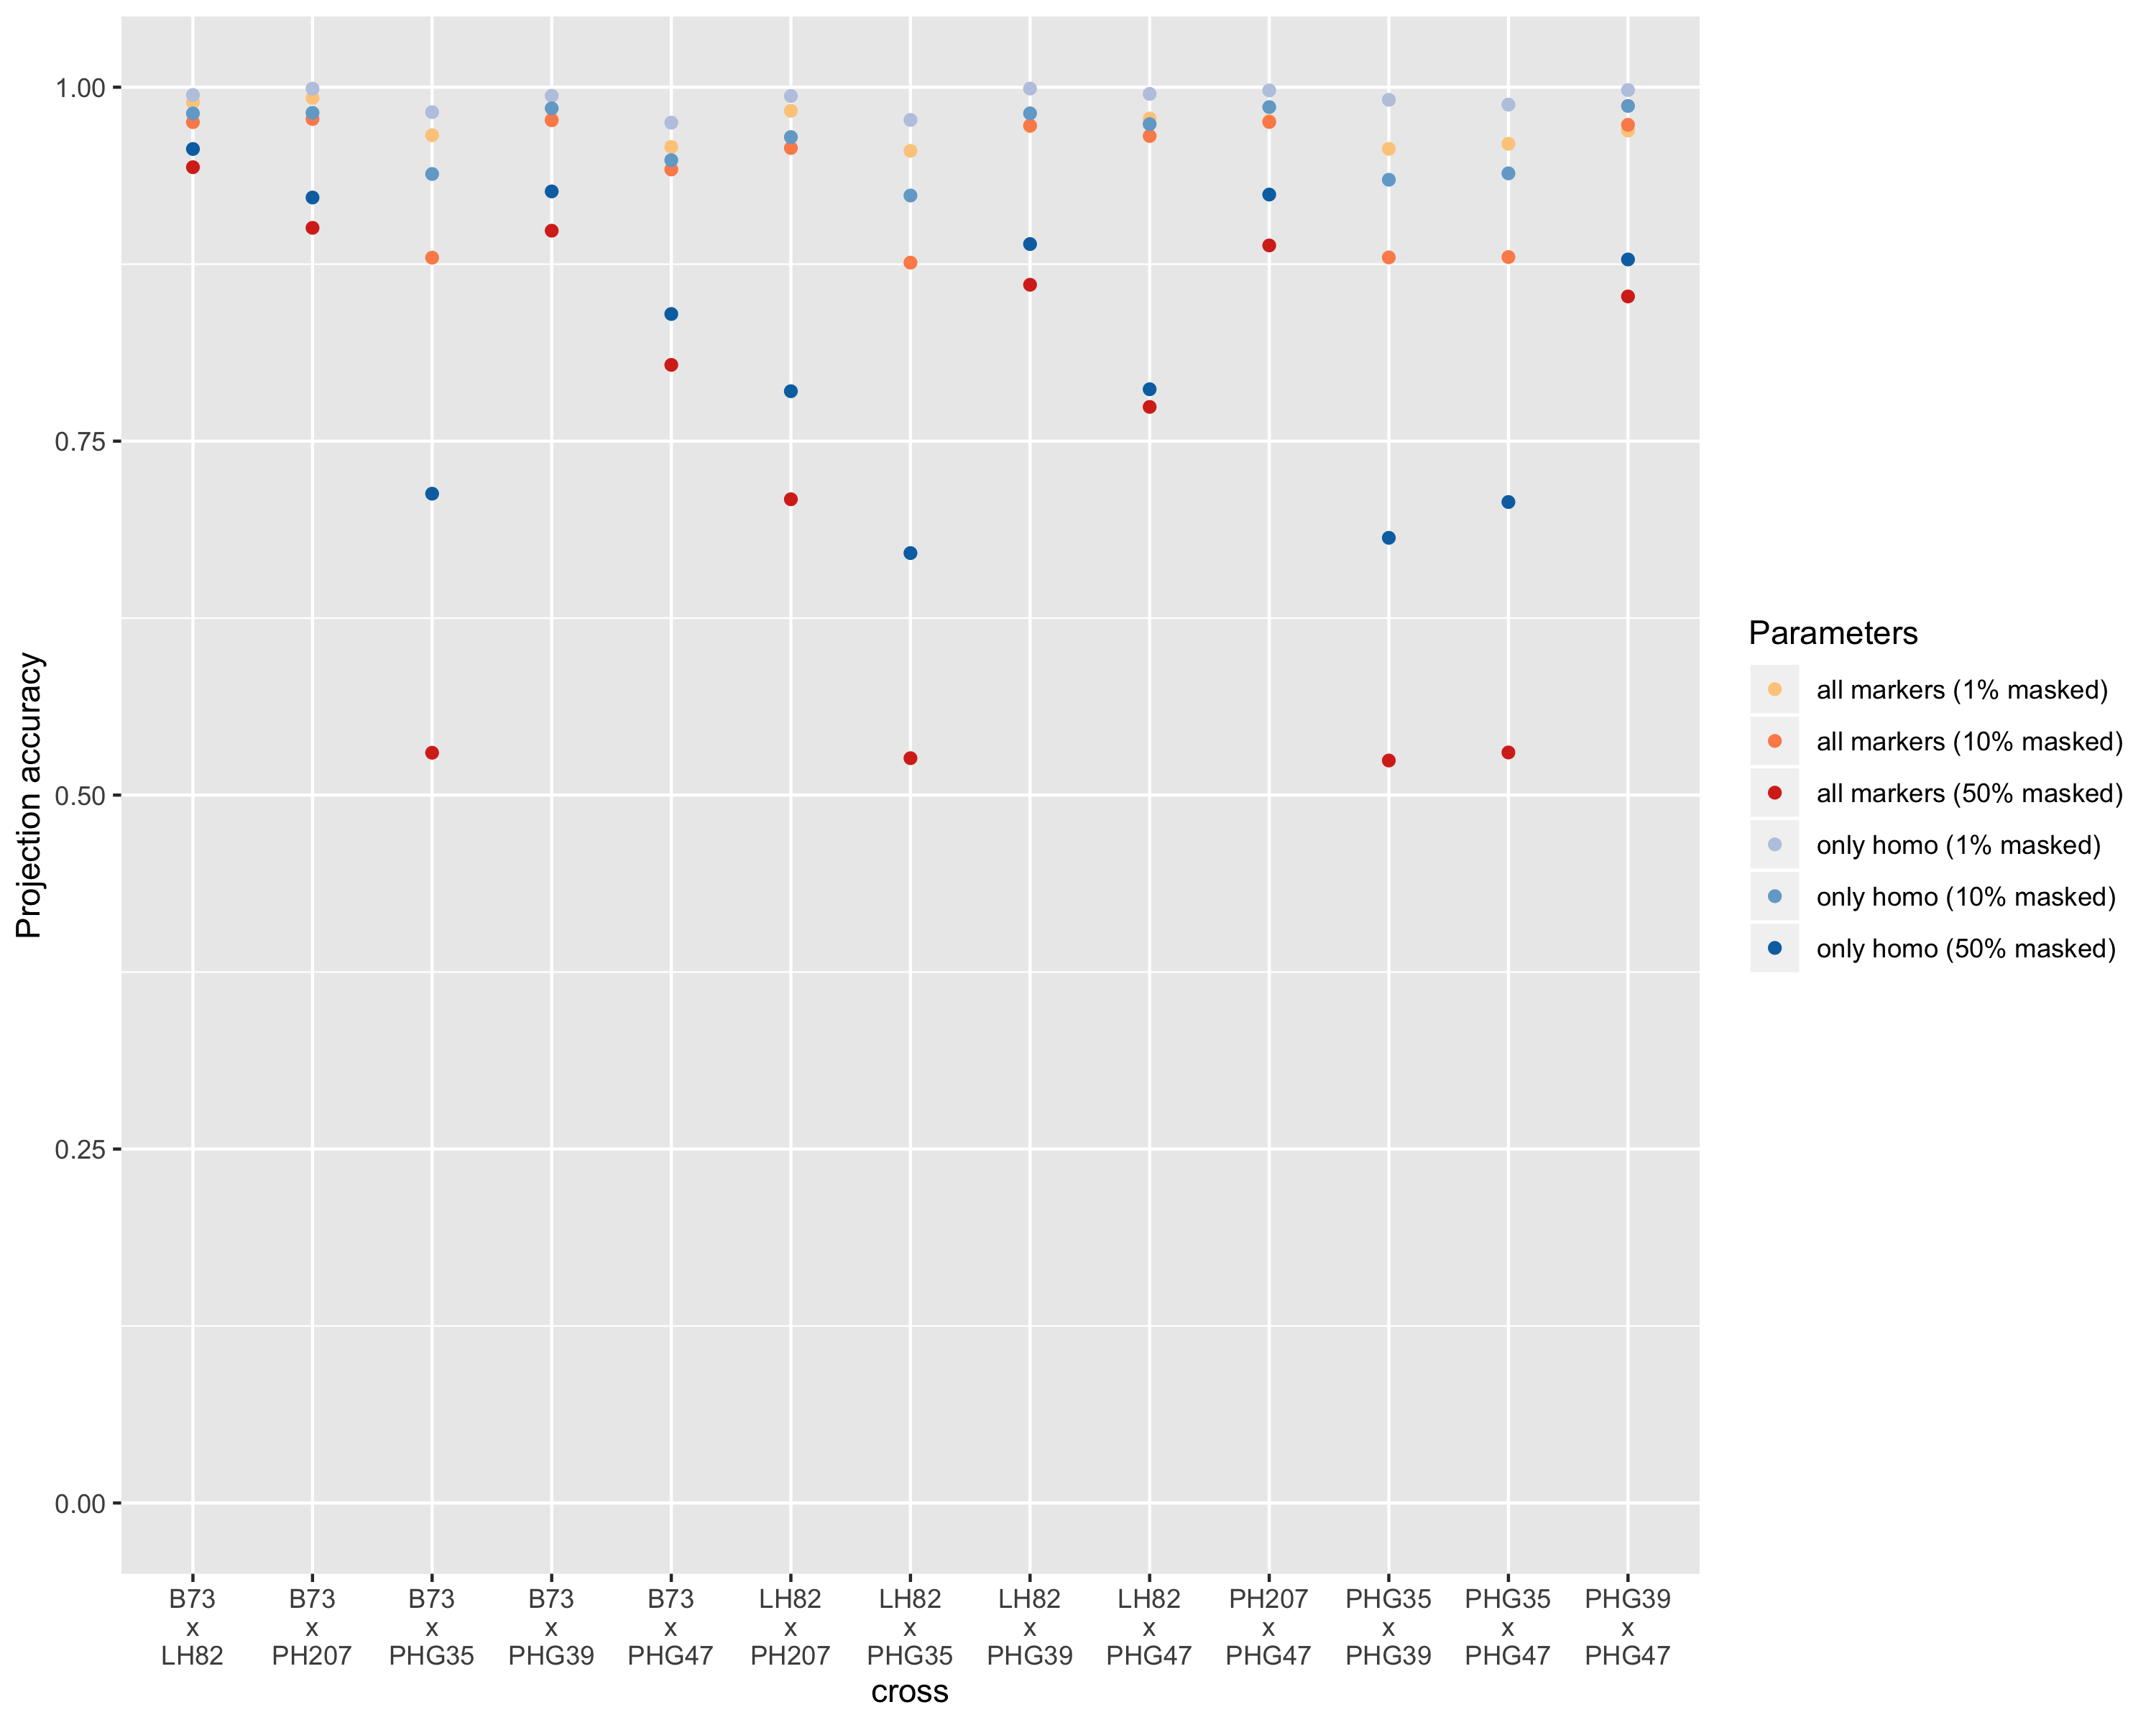 Projection accuracy
1.00
0.75
0.50
0.25
0.00
B73 x LH82
B73 x PH207
B73 x PHG35
B73 x PHG39
B73 x PHG47
LH82 x PH207
LH82 x PHG35
LH82 x PHG39
LH82 x PHG47
PH207 x PHG47
PHG35 x PHG39
PHG35 x PHG47
PHG39 x PHG47
cross
Parameters
all markers (1% masked)
all markers (10% masked)
all markers (50% masked)
only homo (1% masked)
only homo (10% masked)
only homo (50% masked)